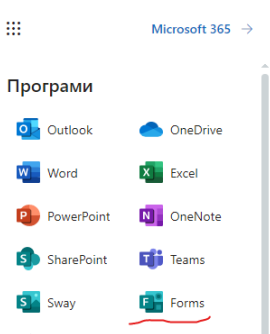 Microsoft 365 →
Програми
Outlook
OneDrive
Word
Excel
PowerPoint
OneNote
SharePoint
Teams
Sway
Forms